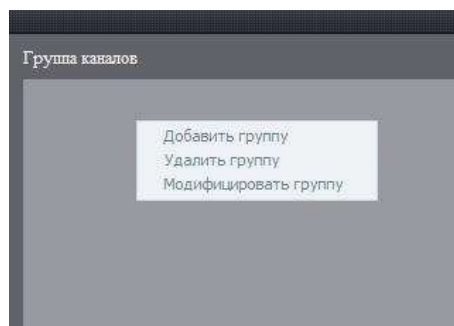 Группа каналов
Добавить группу
Удалить группу
Модифицировать группу